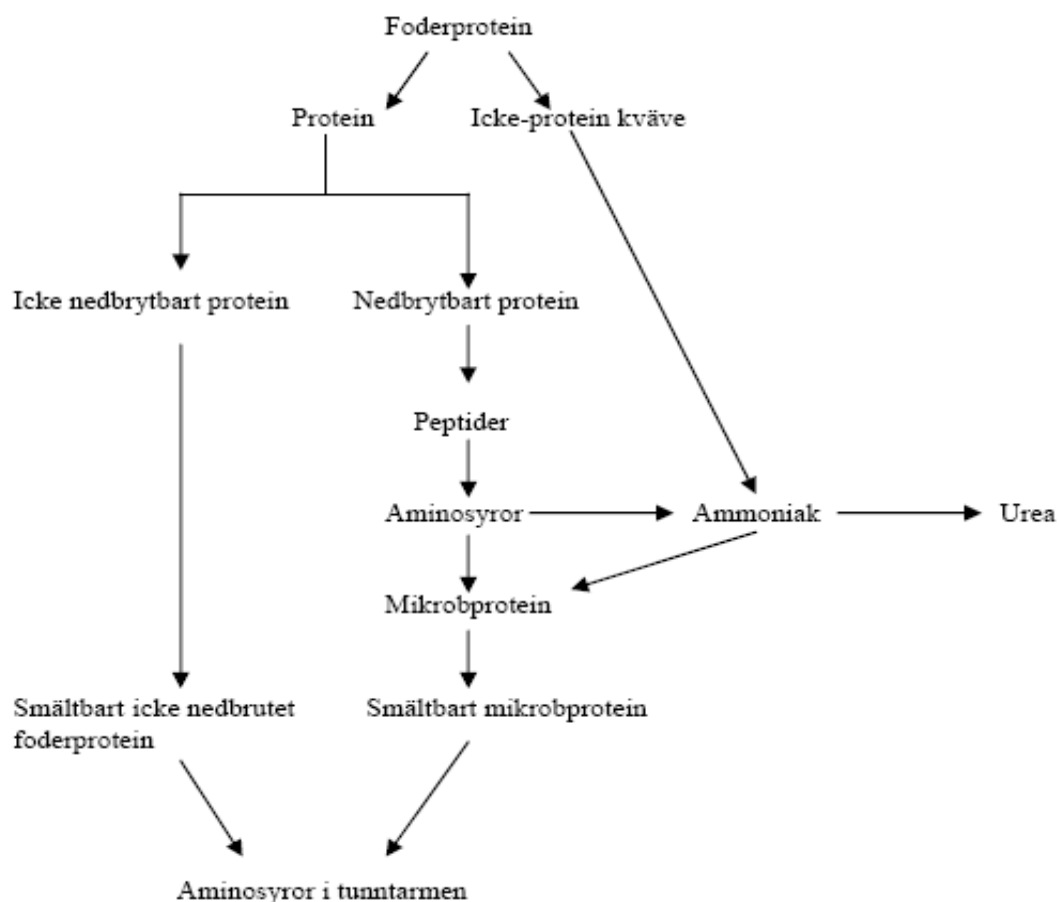 Foderprotein
Protein
Icke-protein kväve
Icke nedbrytbart protein
Nedbrytbart protein
Peptider
Aminosyror
Ammoniak
Urea
Mikrobprotein
Smältbart icke nedbrutet
foderprotein
Smältbart mikrobprotein
Aminosyror i tunntarmen